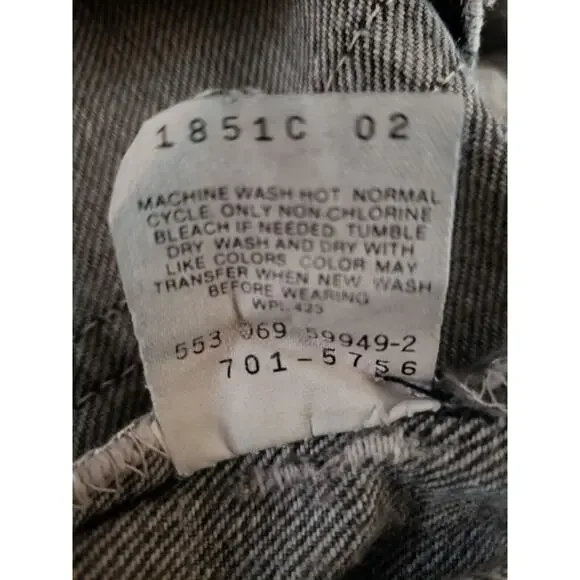 1851C 02
MACHINE WASH HOT NORMAL
CYCLE. ONLY NON-CHLORINE
BLEACH IF NEEDED. TUMBLE
DRY. WASH AND DRY WITH
LIKE COLORS. COLOR MAY
TRANSFER WHEN NEW. WASH
BEFORE WEARING
WPL 423
553 069 59949-2
701-5756